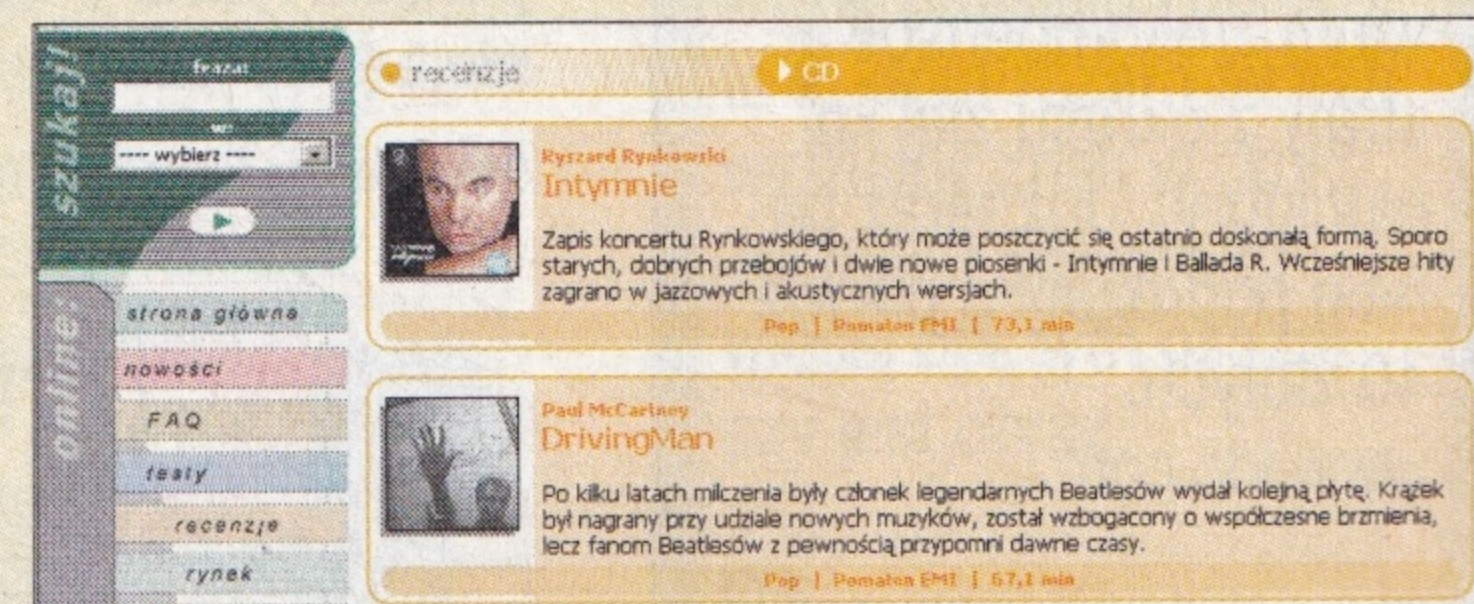 szukaj!
fraza:
w:
---- wybierz ----
online:
strona główna
nowości
FAQ
testy
recenzje
rynek
recenzje
CD
Ryszard Rynkowski
Intymnie
Zapis koncertu Rynkowskiego, który może poszczycić się ostatnio doskonałą formą. Sporo
starych, dobrych przebojów i dwie nowe piosenki - Intymnie i Ballada R. Wcześniejsze hity
zagrano w jazzowych i akustycznych wersjach.
Pop | Pomaton EMI | 73,1 min
Paul McCartney
DrivingMan
Po kilku latach milczenia były członek legendarnych Beatlesów wydał kolejną płytę. Krążek
był nagrany przy udziale nowych muzyków, został wzbogacony o współczesne brzmienia,
lecz fanom Beatlesów z pewnością przypomni dawne czasy.
Pop | Pomaton EMI | 67,1 min